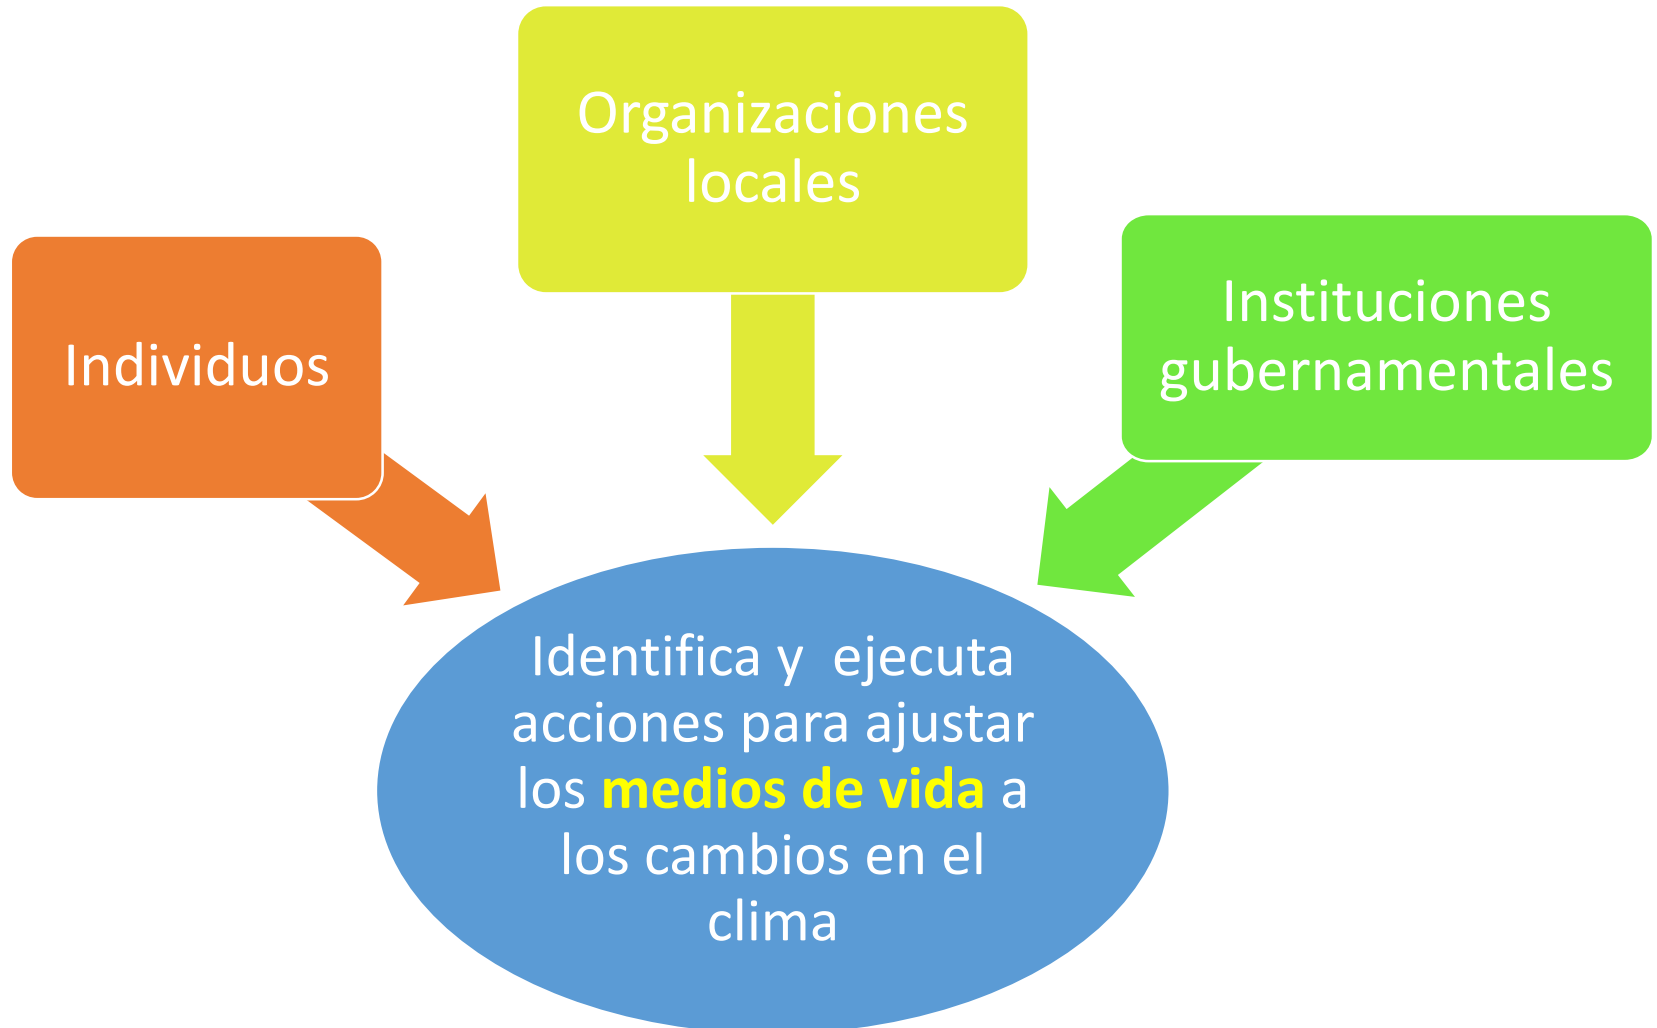 Organizaciones
locales
Individuos
Instituciones
gubernamentales
Identifica y  ejecuta
acciones para ajustar
los medios de vida a
los cambios en el
clima